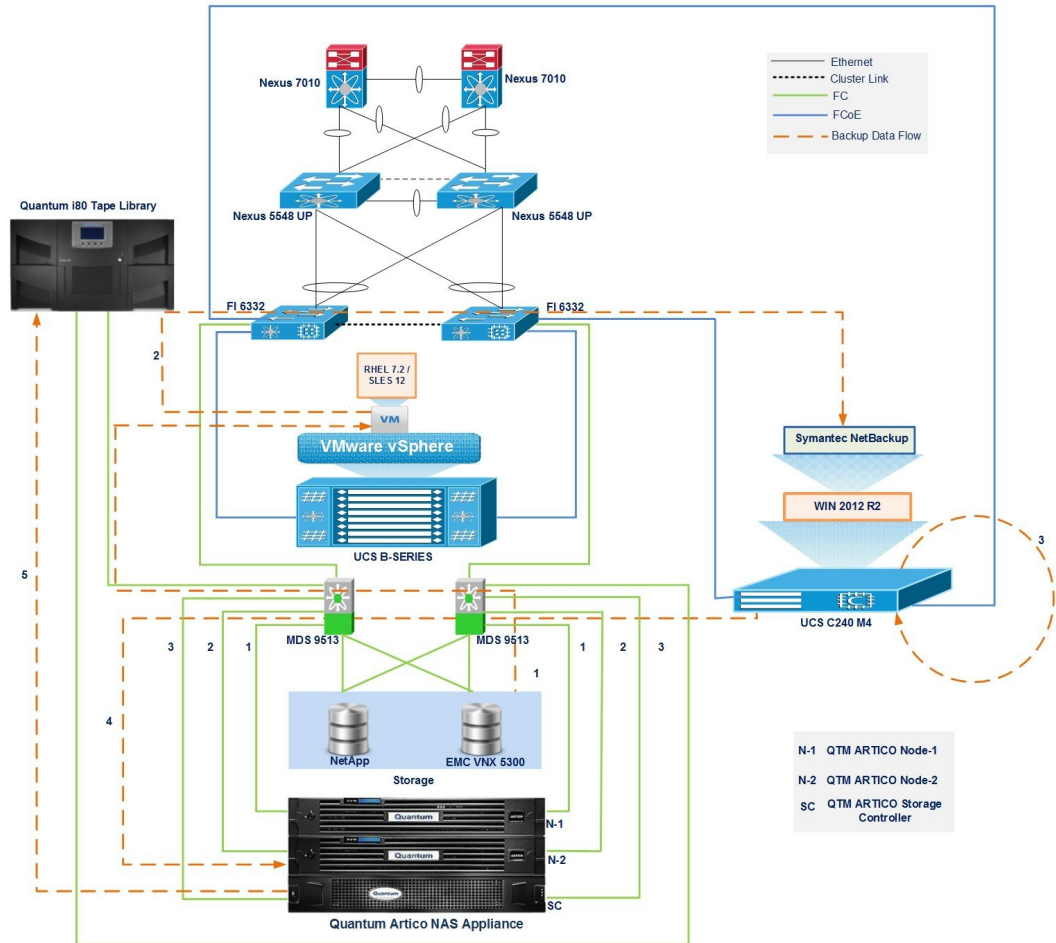 Nexus 7010
Nexus 7010
Ethernet
Cluster Link
FC
FCoE
Backup Data Flow
Nexus 5548 UP
Nexus 5548 UP
Quantum i80 Tape Library
FI 6332
FI 6332
2
RHEL 7.2 /
SLES 12
VM
VMware vSphere
Symantec NetBackup
WIN 2012 R2
UCS B-SERIES
3
5
UCS C240 M4
MDS 9513
MDS 9513
3
2
1
1
2
3
1
4
NetApp
EMC VNX 5300
Storage
N-1 QTM ARTICO Node-1
N-2 QTM ARTICO Node-2
SC QTM ARTICO Storage
Controller
Quantum
N-1
Quantum
N-2
Quantum
SC
Quantum Artico NAS Appliance